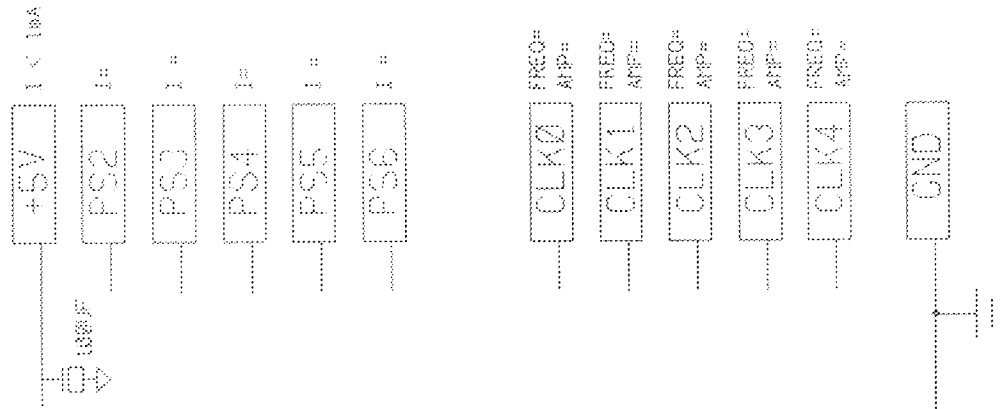 +5V
I =
PS2
I =
PS3
I =
PS4
I =
PS5
I =
PS6
FREQ=
AMP=
CLK0
FREQ=
AMP=
CLK1
FREQ=
AMP=
CLK2
FREQ=
AMP=
CLK3
FREQ=
AMP=
CLK4
GND